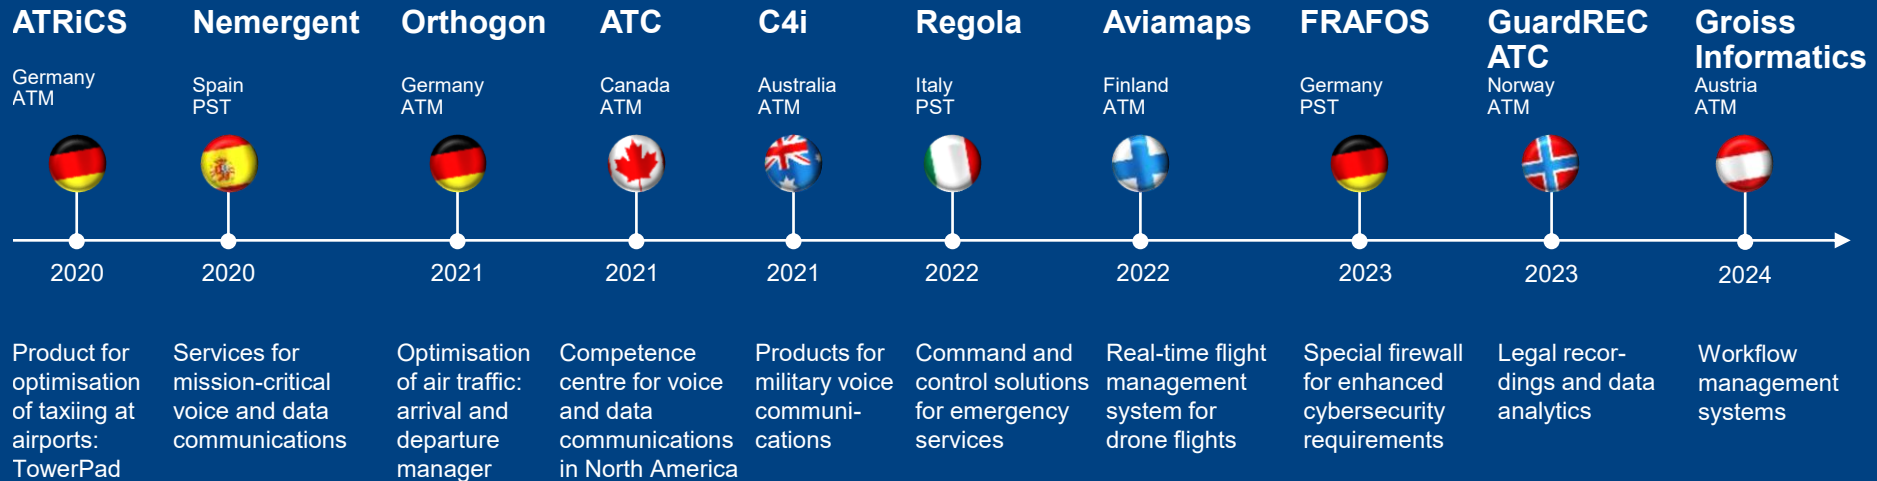 ATRiCS
Germany
ATM
2020
Product for
optimisation
of taxiing at
airports:
TowerPad
Nemergent
Spain
PST
2020
Services for
mission-critical
voice and data
communications
Orthogon
Germany
ATM
2021
Optimisation
of air traffic:
arrival and
departure
manager
ATC
Canada
ATM
2021
Competence
centre for voice
and data
communications
in North America
C4i
Australia
ATM
2021
Products for
military voice
communi-
cations
Regola
Italy
PST
2022
Command and
control solutions
for emergency
services
Aviamaps
Finland
ATM
2022
Real-time flight
management
system for
drone flights
FRAFOS
Germany
PST
2023
Special firewall
for enhanced
cybersecurity
requirements
GuardREC
ATC
Norway
ATM
2023
Legal recor-
dings and data
analytics
Groiss
Informatics
Austria
ATM
2024
Workflow
management
systems